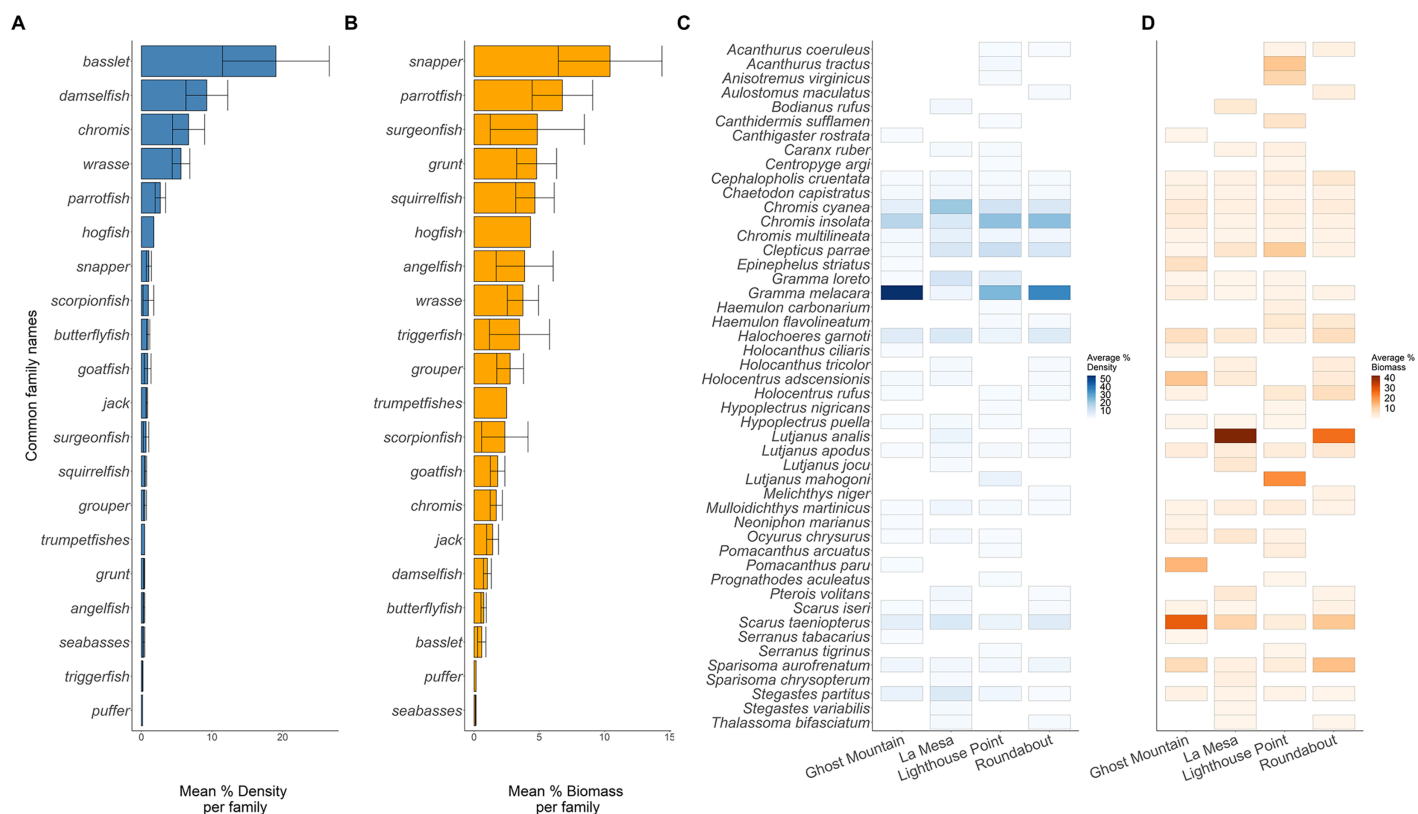 A
B
C
D
Common family names
basslet
damselfish
chromis
wrasse
parrotfish
hogfish
snapper
scorpionfish
butterflyfish
goatfish
jack
surgeonfish
squirrelfish
grouper
trumpetfishes
grunt
angelfish
seabasses
triggerfish
puffer
0
10
20
Mean % Density
per family
snapper
parrotfish
surgeonfish
grunt
squirrelfish
hogfish
angelfish
wrasse
triggerfish
grouper
trumpetfishes
scorpionfish
goatfish
chromis
jack
damselfish
butterflyfish
basslet
puffer
seabasses
0
5
10
15
Mean % Biomass
per family
Acanthurus coeruleus
Acanthurus tractus
Anisotremus virginicus
Aulostomus maculatus
Bodianus rufus
Canthidermis sufflamen
Canthigaster rostrata
Caranx ruber
Centropyge argi
Cephalopholis cruentata
Chaetodon capistratus
Chromis cyanea
Chromis insolata
Chromis multilineata
Clepticus parrae
Epinephelus striatus
Gramma loreto
Gramma melacara
Haemulon carbonarium
Haemulon flavolineatum
Halichoeres garnoti
Holocanthus ciliaris
Holocanthus tricolor
Holocentrus adscensionis
Holocentrus rufus
Hypoplectrus nigricans
Hypoplectrus puella
Lutjanus analis
Lutjanus apodus
Lutjanus jocu
Lutjanus mahogoni
Melichthys niger
Mulloidichthys martinicus
Neoniphon marianus
Ocyurus chrysurus
Pomacanthus arcuatus
Pomacanthus paru
Prognathodes aculeatus
Pterois volitans
Scarus iseri
Scarus taeniopterus
Serranus tabacarius
Serranus tigrinus
Sparisoma aurofrenatum
Sparisoma chrysopterum
Stegastes partitus
Stegastes variabilis
Thalassoma bifasciatum
Ghost Mountain
La Mesa
Lighthouse Point
Roundabout
Average %
Density
50
40
30
20
10
Ghost Mountain
La Mesa
Lighthouse Point
Roundabout
Average %
Biomass
40
30
20
10